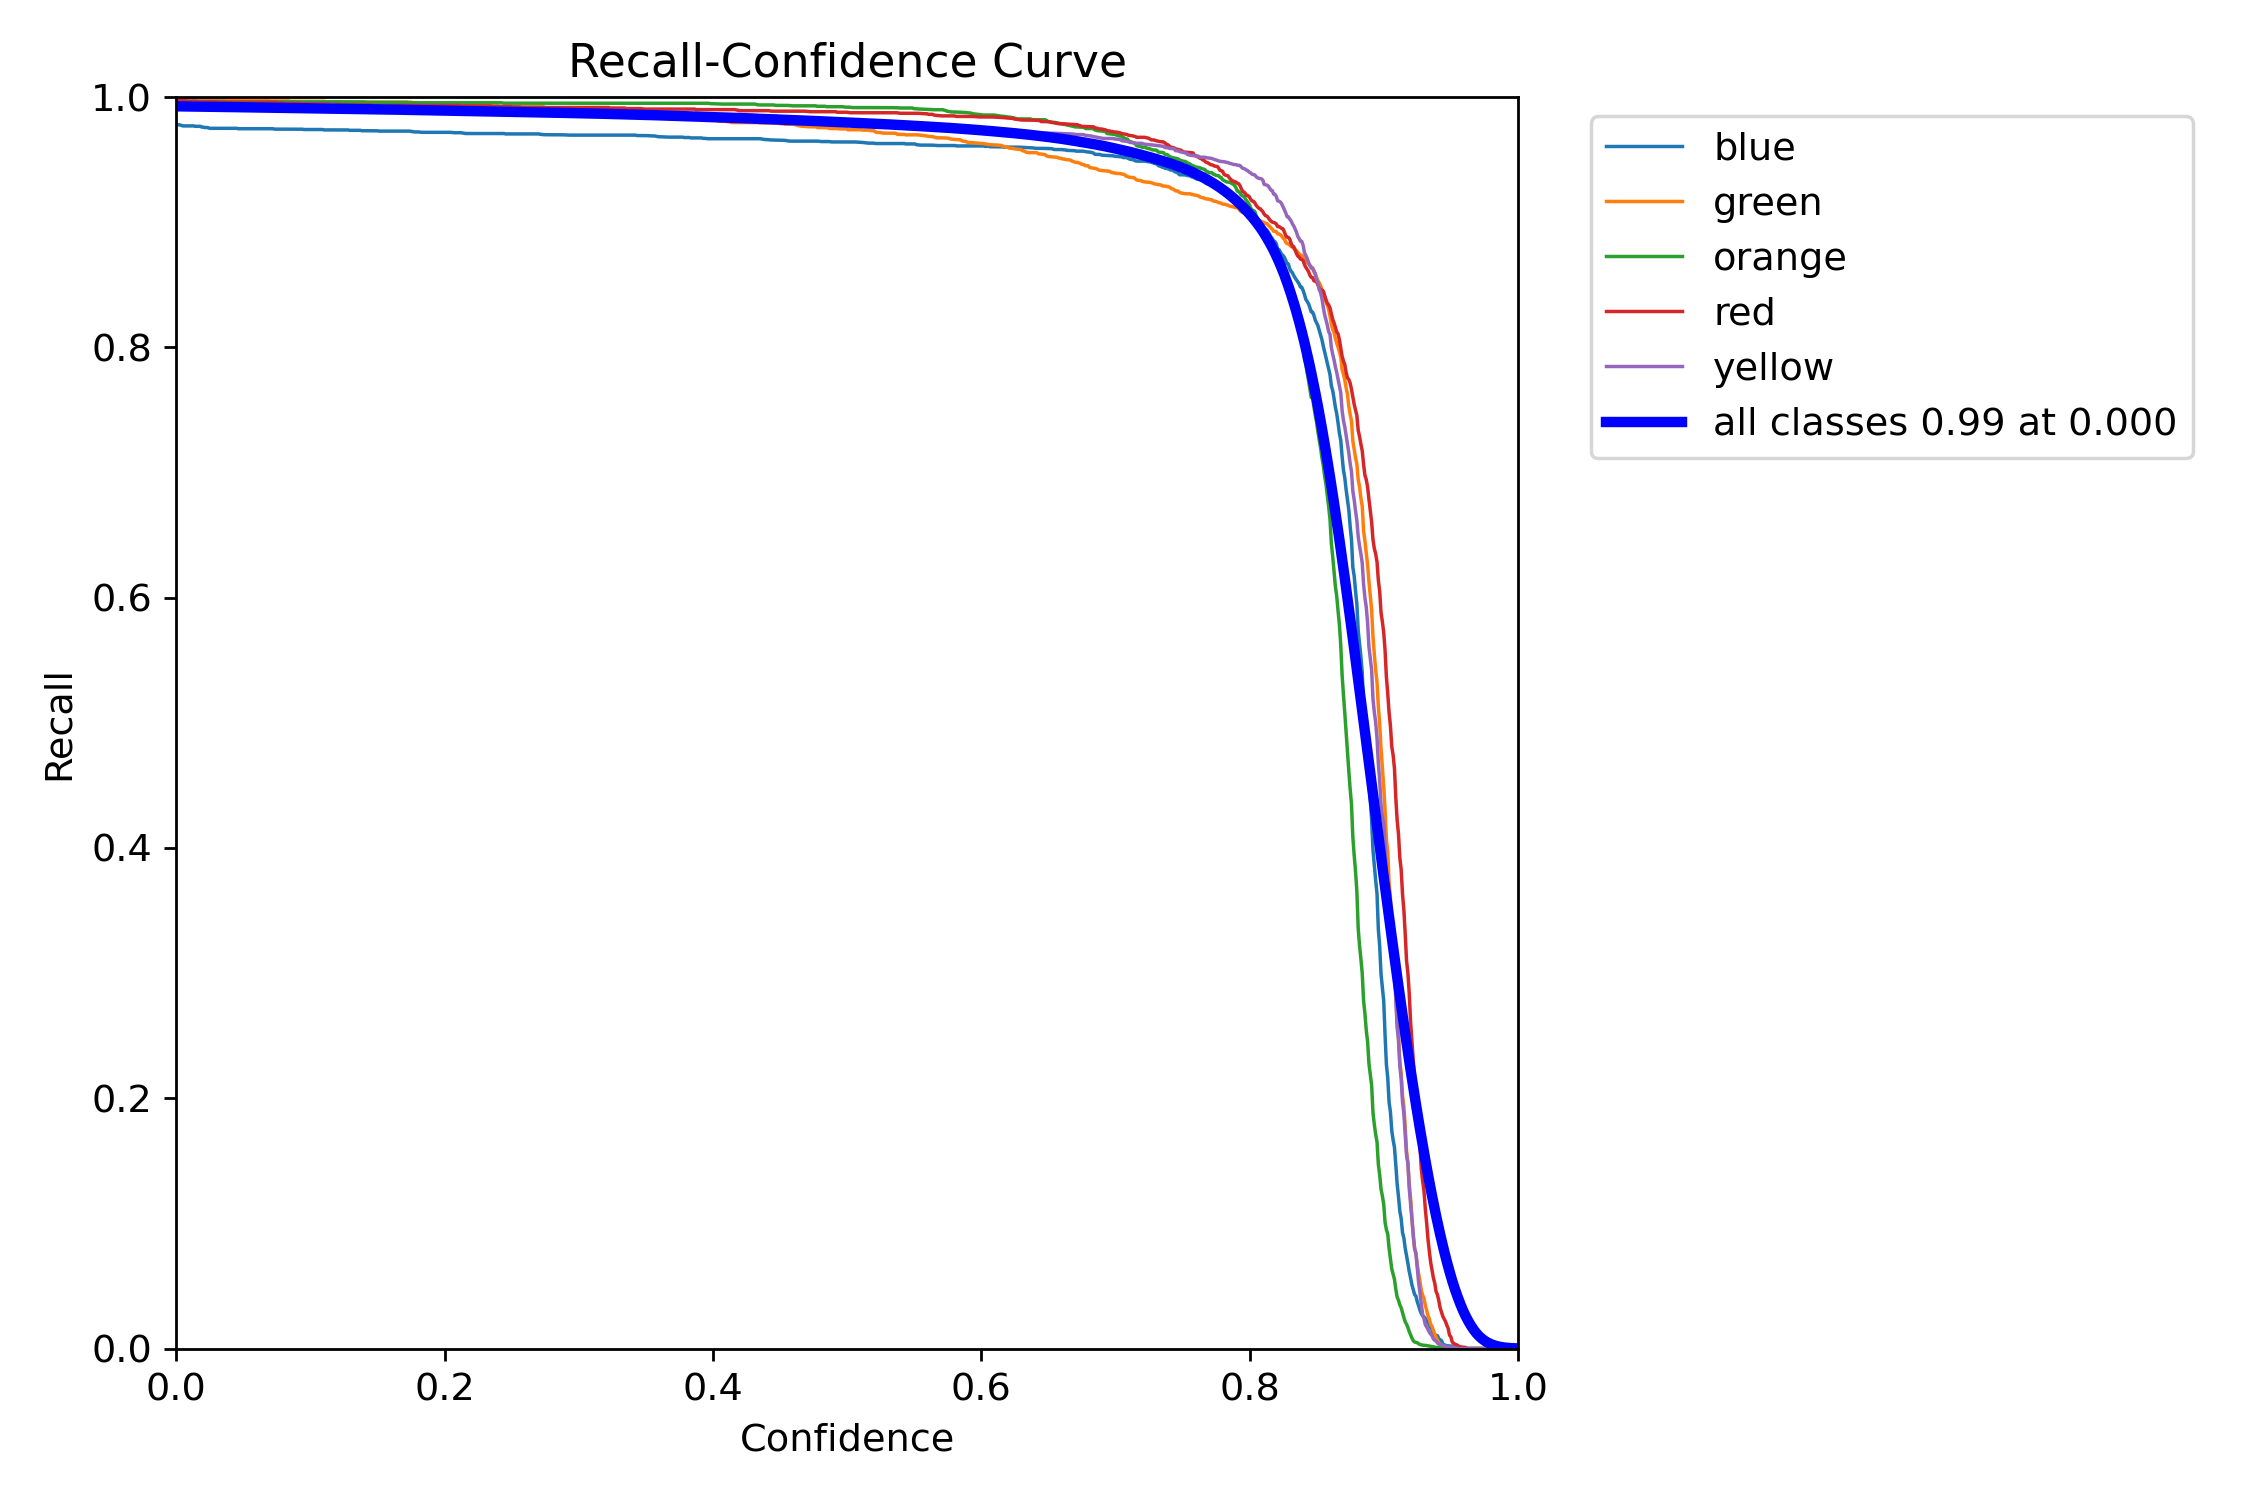 Recall-Confidence Curve
1.0
0.8
0.6
0.4
0.2
0.0
Recall
0.0 0.2 0.4 0.6 0.8 1.0
Confidence
blue
green
orange
red
yellow
all classes 0.99 at 0.000